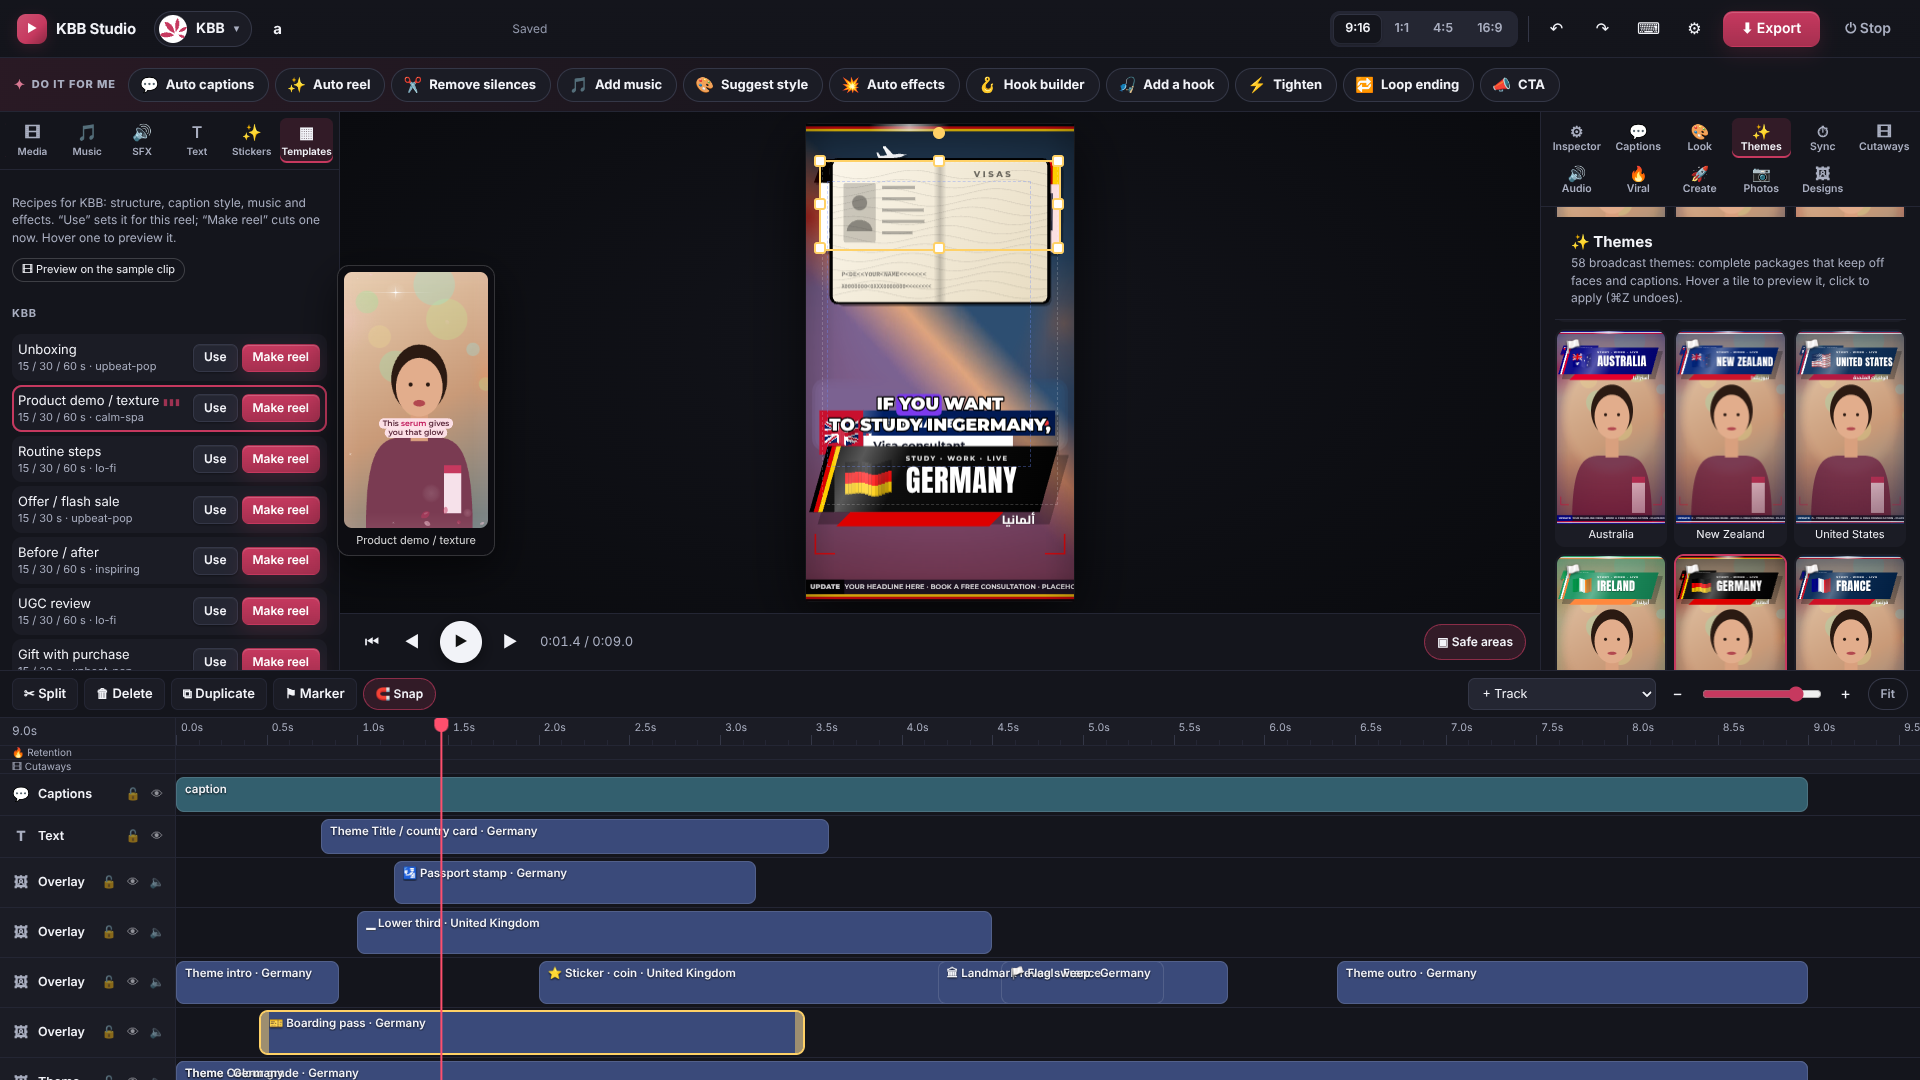 KBB Studio
KBB
a
Saved
9:16
1:1
4:5
16:9
Export
Stop
DO IT FOR ME
Auto captions
Auto reel
Remove silences
Add music
Suggest style
Auto effects
Hook builder
Add a hook
Tighten
Loop ending
CTA
Media
Music
SFX
Text
Stickers
Templates
Recipes for KBB: structure, caption style, music and
effects. “Use” sets it for this reel; “Make reel” cuts one
now. Hover one to preview it.
Preview on the sample clip
KBB
Unboxing
15 / 30 / 60 s · upbeat-pop
Use
Make reel
Product demo / texture
15 / 30 / 60 s · calm-spa
Use
Make reel
Routine steps
15 / 30 / 60 s · lo-fi
Use
Make reel
Offer / flash sale
15 / 30 s · upbeat-pop
Use
Make reel
Before / after
15 / 30 / 60 s · inspiring
Use
Make reel
UGC review
15 / 30 / 60 s · lo-fi
Use
Make reel
Gift with purchase
Use
Make reel
This serum gives
you that glow
Product demo / texture
VISAS
IF YOU WANT
TO STUDY IN GERMANY,
Visa consultant
STUDY · WORK · LIVE
GERMANY
ألمانيا
UPDATE
YOUR HEADLINE HERE · BOOK A FREE CONSULTATION ·
0:01.4 / 0:09.0
Safe areas
Inspector
Captions
Look
Themes
Sync
Cutaways
Audio
Viral
Create
Photos
Designs
Themes
58 broadcast themes: complete packages that keep off
faces and captions. Hover a tile to preview it, click to
apply (⌘Z undoes).
AUSTRALIA
NEW ZEALAND
UNITED STATES
Australia
New Zealand
United States
IRELAND
GERMANY
FRANCE
Split
Delete
Duplicate
Marker
Snap
+ Track
−
+
Fit
9.0s
0.0s
0.5s
1.0s
1.5s
2.0s
2.5s
3.0s
3.5s
4.0s
4.5s
5.0s
5.5s
6.0s
6.5s
7.0s
7.5s
8.0s
8.5s
9.0s
9.5
Retention
Cutaways
Captions
caption
Text
Theme Title / country card · Germany
Overlay
Passport stamp · Germany
Overlay
Lower third · United Kingdom
Overlay
Theme intro · Germany
Sticker · coin · United Kingdom
Theme outro · Germany
Overlay
Boarding pass · Germany